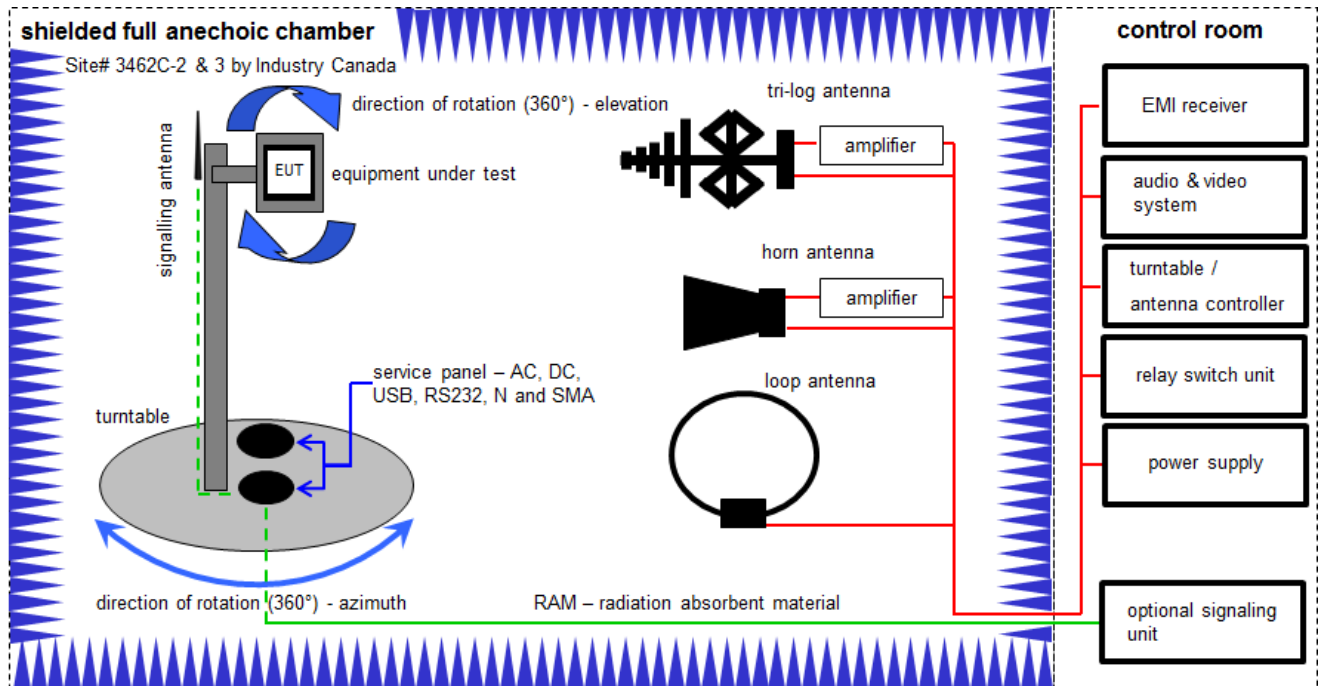 shielded full anechoic chamber
Site# 3462C-2 & 3 by Industry Canada
direction of rotation (360°) - elevation
signalling antenna
EUT
equipment under test
service panel – AC, DC,
USB, RS232, N and SMA
turntable
direction of rotation (360°) - azimuth
tri-log antenna
amplifier
horn antenna
amplifier
loop antenna
RAM – radiation absorbent material
control room
EMI receiver
audio & video
system
turntable /
antenna controller
relay switch unit
power supply
optional signaling
unit